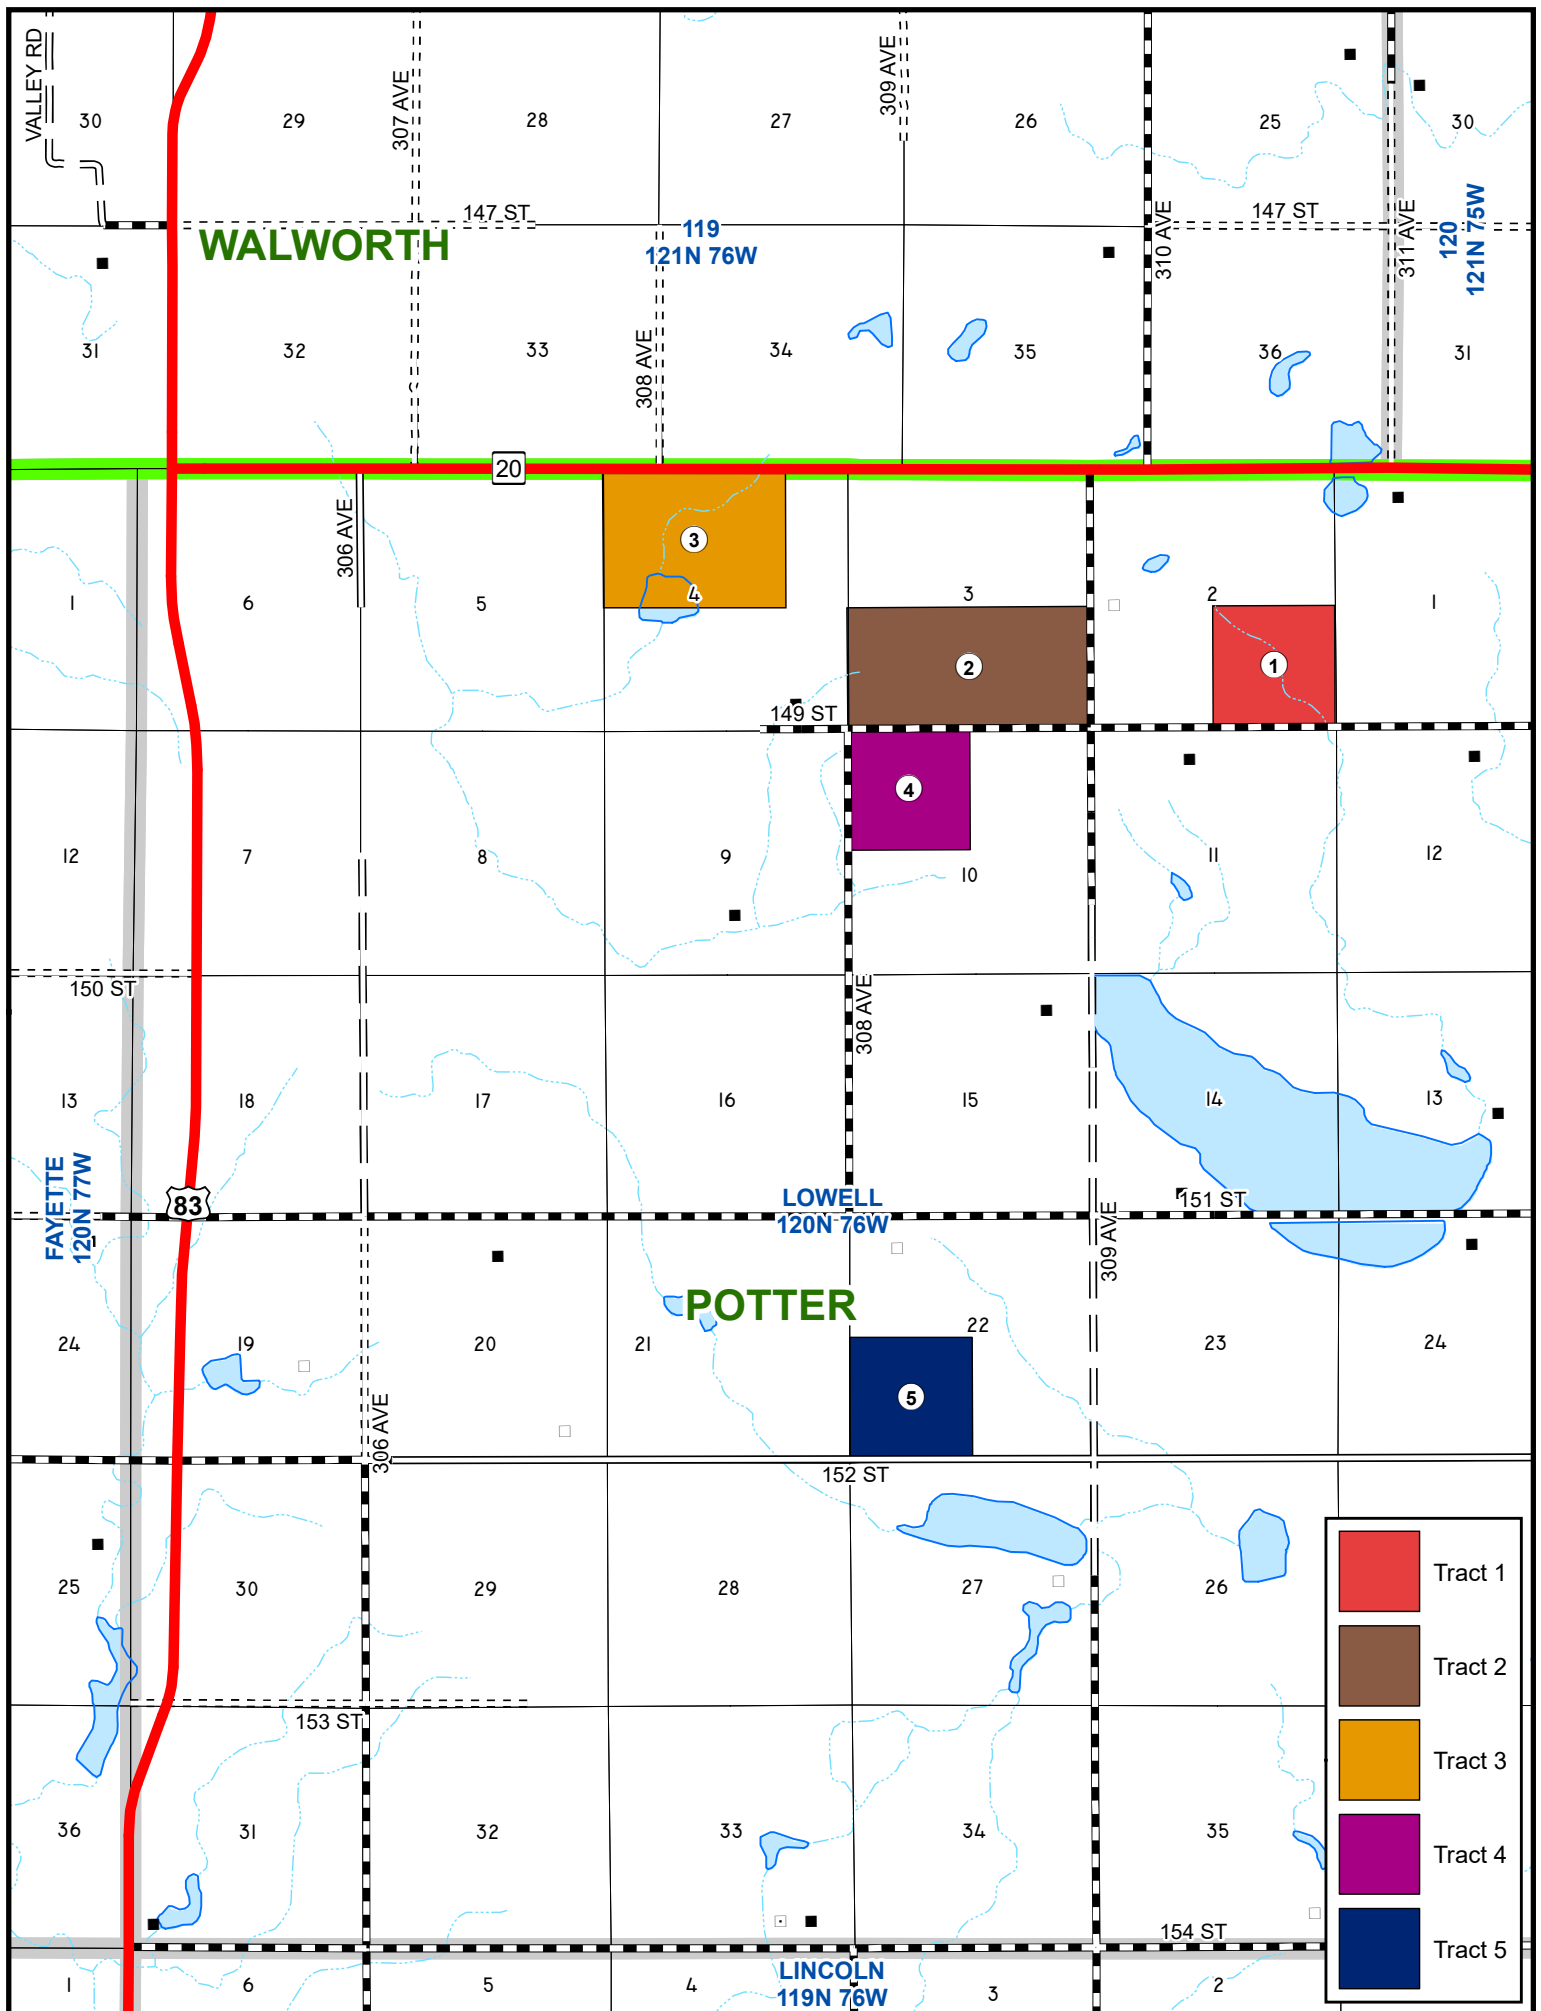 VALLEY RD
30
29
307 AVE
28
27
309 AVE
26
25
30
147 ST
147 ST
WALWORTH
119
121N 76W
310 AVE
311 AVE
120
121N 75W
31
32
33
308 AVE
34
35
36
31
20
306 AVE
3
1
6
5
4
3
2
1
2
1
149 ST
4
12
7
8
9
10
11
12
150 ST
308 AVE
13
18
17
16
15
14
13
FAYETTE
120N 77W
83
LOWELL
120N 76W
151 ST
309 AVE
POTTER
24
19
20
21
22
23
24
5
306 AVE
152 ST
25
30
29
28
27
26
153 ST
36
31
32
33
34
35
154 ST
LINCOLN
119N 76W
1
6
5
4
3
2
Tract 1
Tract 2
Tract 3
Tract 4
Tract 5